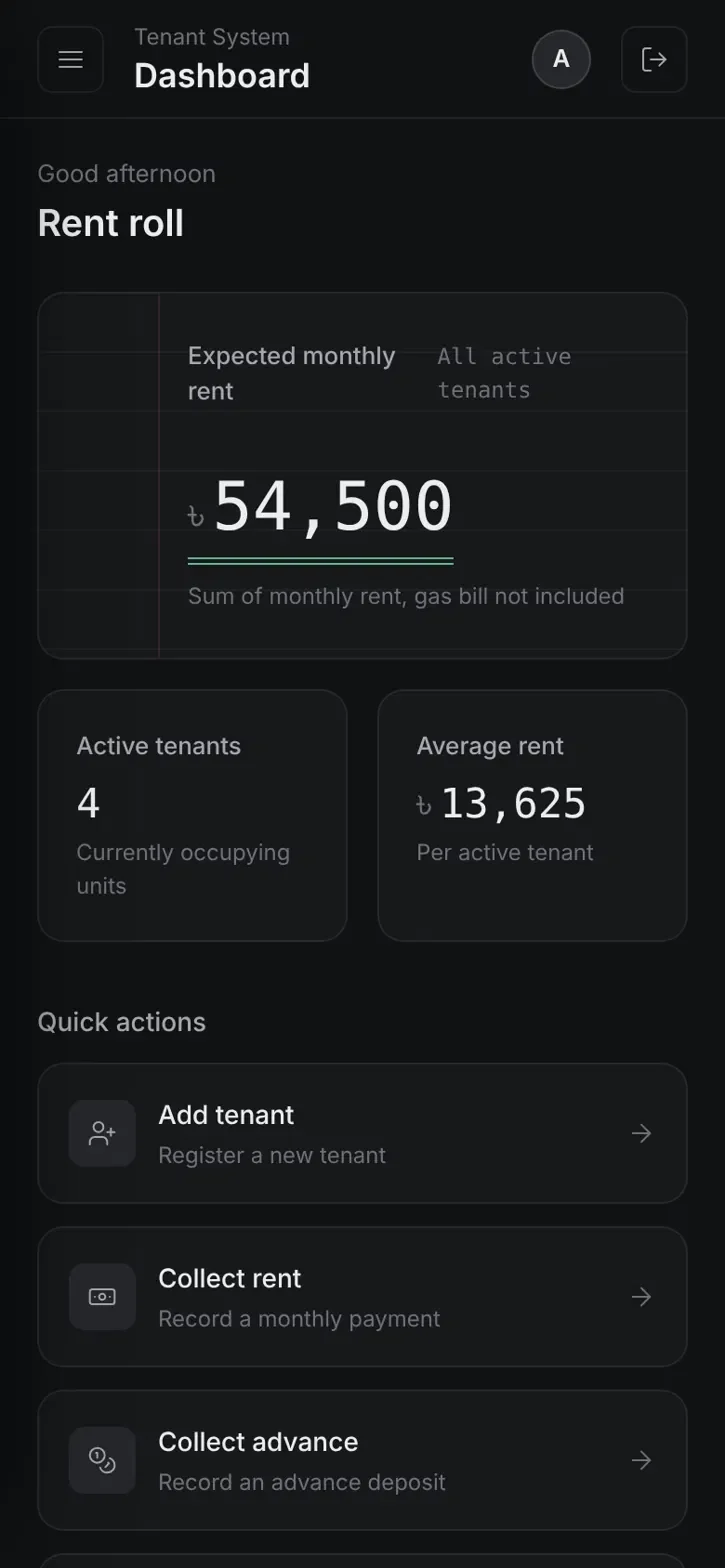 Tenant System
Dashboard
A
Good afternoon
Rent roll
Expected monthly
rent
All active
tenants
৳ 54,500
Sum of monthly rent, gas bill not included
Active tenants
4
Currently occupying
units
Average rent
৳ 13,625
Per active tenant
Quick actions
Add tenant
Register a new tenant
Collect rent
Record a monthly payment
Collect advance
Record an advance deposit